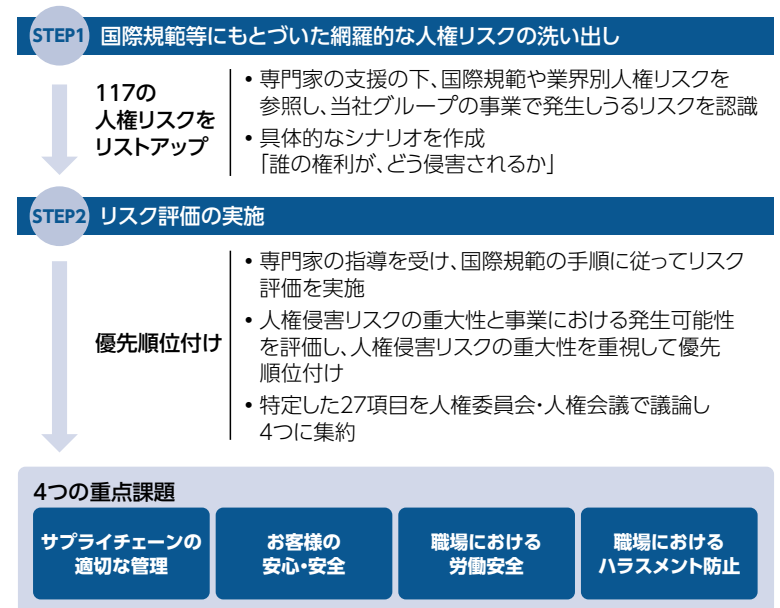 STEP1 国際規範等にもとづいた網羅的な人権リスクの洗い出し
117の
人権リスクを
リストアップ
• 専門家の支援の下、国際規範や業界別人権リスクを
参照し、当社グループの事業で発生しうるリスクを認識
• 具体的なシナリオを作成
「誰の権利が、どう侵害されるか」
STEP2 リスク評価の実施
優先順位付け
• 専門家の指導を受け、国際規範の手順に従ってリスク
評価を実施
• 人権侵害リスクの重大性と事業における発生可能性
を評価し、人権侵害リスクの重大性を重視して優先
順位付け
• 特定した27項目を人権委員会・人権会議で議論し
4つに集約
4つの重点課題
サプライチェーンの
適切な管理
お客様の
安心・安全
職場における
労働安全
職場における
ハラスメント防止